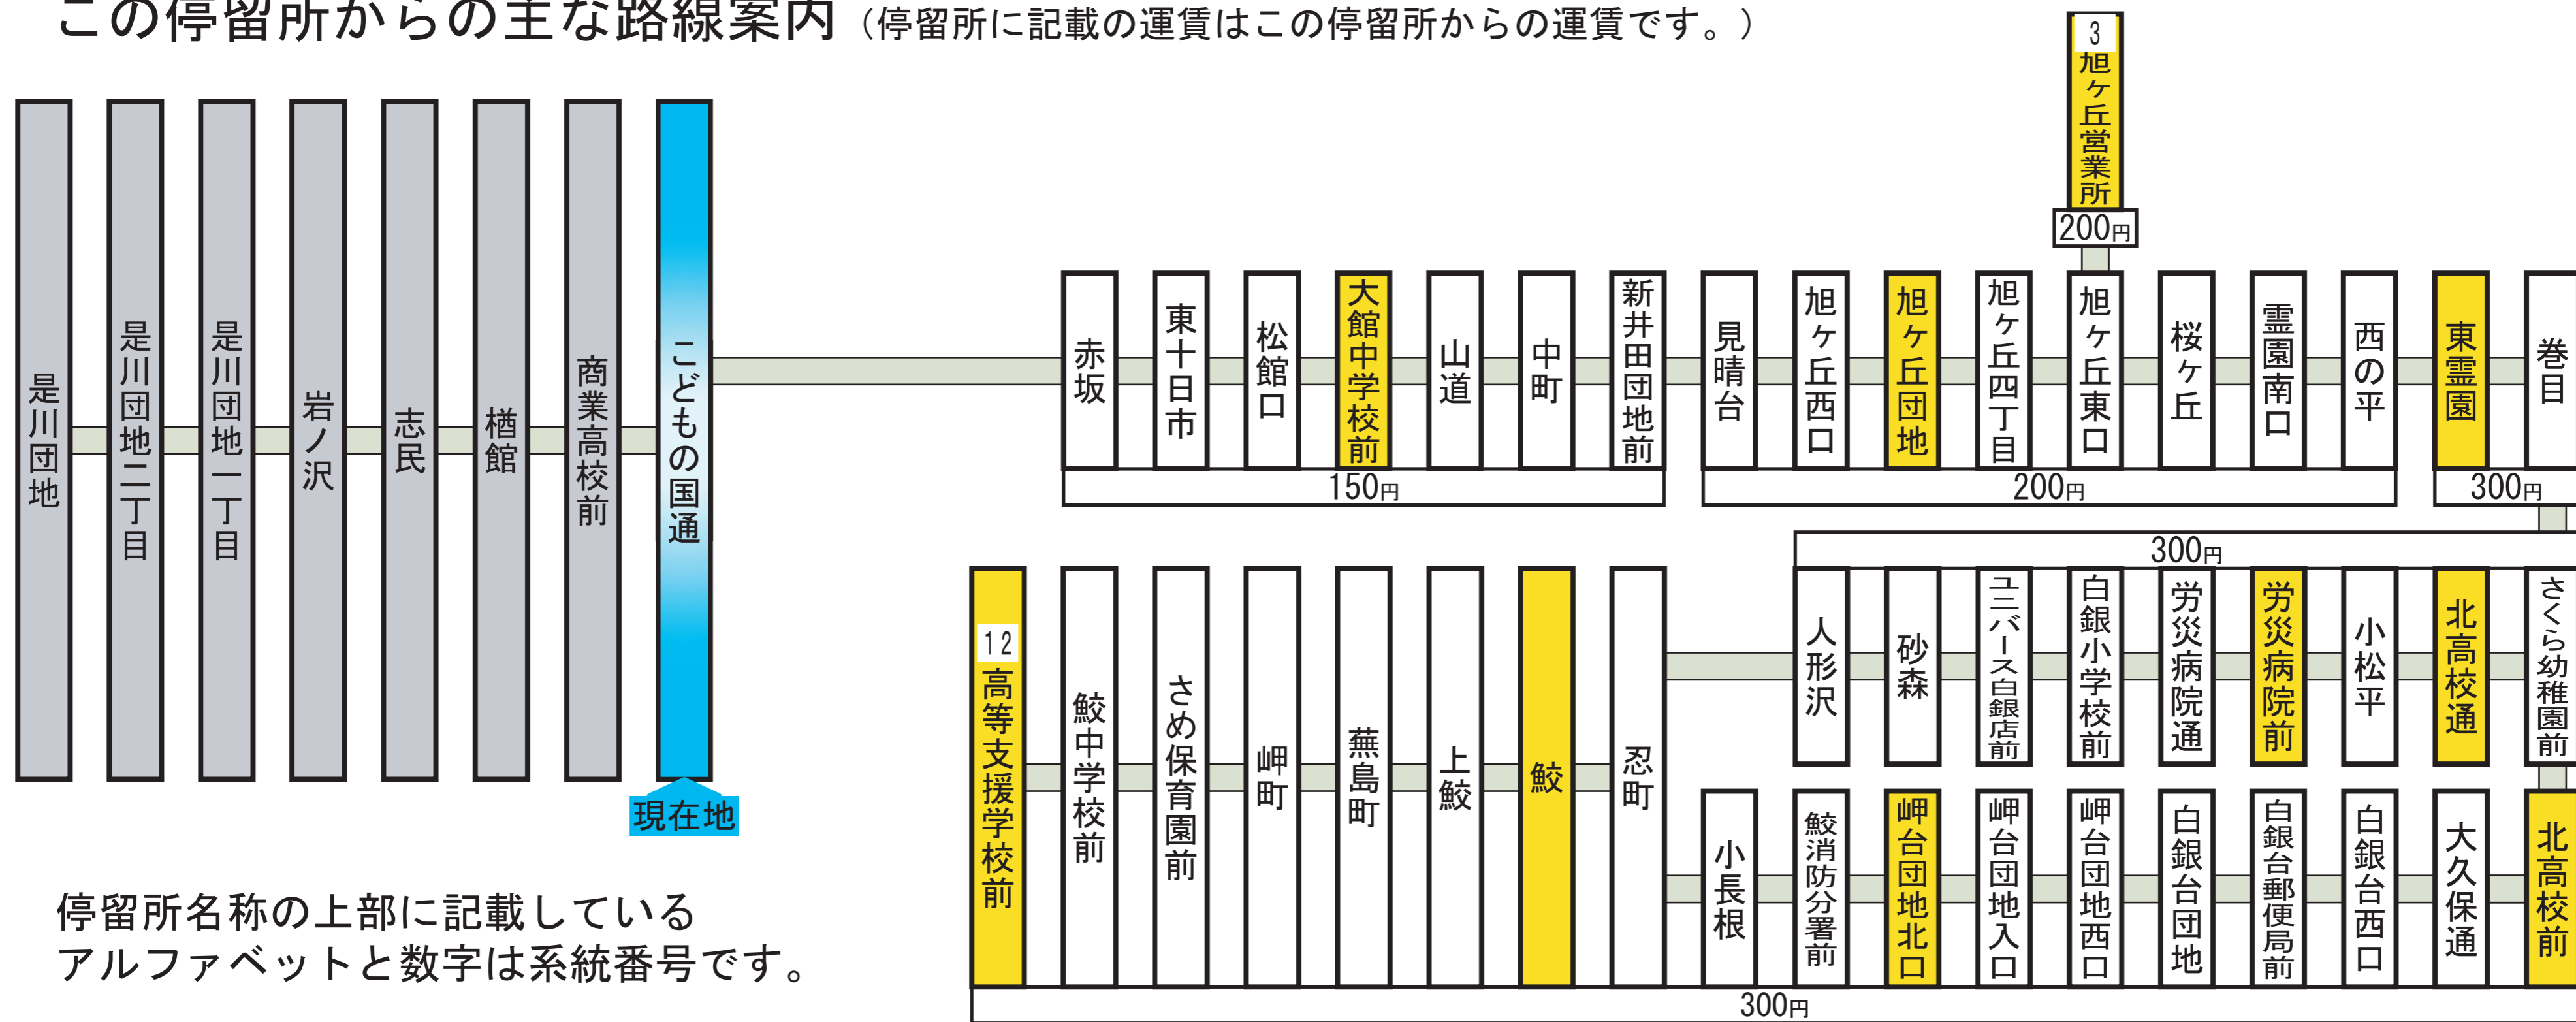 この停留所からの主な路線案内（停留所に記載の運賃はこの停留所からの運賃です。）
3
旭ヶ丘営業所
200円
是川団地
是川団地二丁目
是川団地一丁目
岩ノ沢
志民
楢館
商業高校前
こどもの国通
現在地
赤坂
東十日市
松館口
大館中学校前
山道
中町
新井田団地前
見晴台
旭ヶ丘西口
旭ヶ丘団地
旭ヶ丘四丁目
旭ヶ丘東口
桜ヶ丘
霊園南口
西の平
東霊園
巻目
150円
200円
300円
300円
12
高等支援学校前
鮫中学校前
さめ保育園前
岬町
蕪島町
上鮫
鮫
忍町
人形沢
砂森
ユニバース白銀店前
白銀小学校前
労災病院通
労災病院前
小松平
北高校通
さくら幼稚園前
小長根
鮫消防分署前
岬台団地北口
岬台団地入口
岬台団地西口
白銀台団地
白銀台郵便局前
白銀台西口
大久保通
北高校前
300円
停留所名称の上部に記載している
アルファベットと数字は系統番号です。